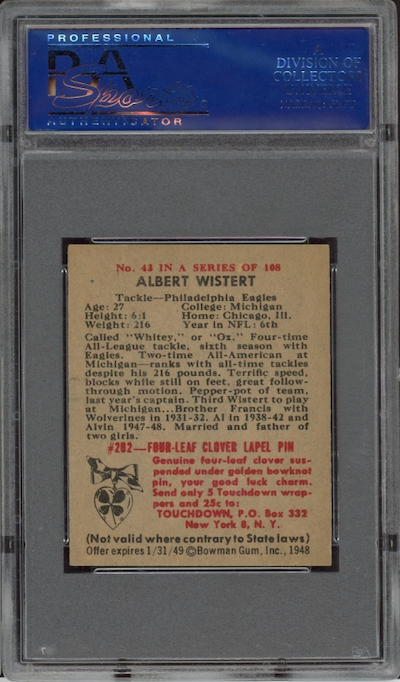 PROFESSIONAL
PSA
AUTHENTICATOR
A
DIVISION OF
COLLECTORS
UNIVERSE
No. 43 IN A SERIES OF 108
ALBERT WISTERT
Tackle—Philadelphia Eagles
Age: 27 College: Michigan
Height: 6:1 Home: Chicago, Ill.
Weight: 216 Year in NFL: 6th
Called "Whitey," or "Ox," Four-time
All-League tackle, sixth season with
Eagles. Two-time All-American at
Michigan—ranks with all-time tackles
despite his 216 pounds. Terrific speed,
blocks while still on feet, great follow-
through motion. Pepper-pot of team,
last year's captain. Third Wistert to play
at Michigan...Brother Francis with
Wolverines in 1931-32. Al in 1938-42 and
Alvin 1947-48. Married and father of
two girls.
#202—FOUR-LEAF CLOVER LAPEL PIN
Genuine four-leaf clover sus-
pended under golden bowknot
pin, your good luck charm.
Send only 5 Touchdown wrap-
pers and 25c to:
TOUCHDOWN, P.O. Box 332
New York 8, N. Y.
(Not valid where contrary to State laws)
Offer expires 1/31/49 ©Bowman Gum, Inc., 1948